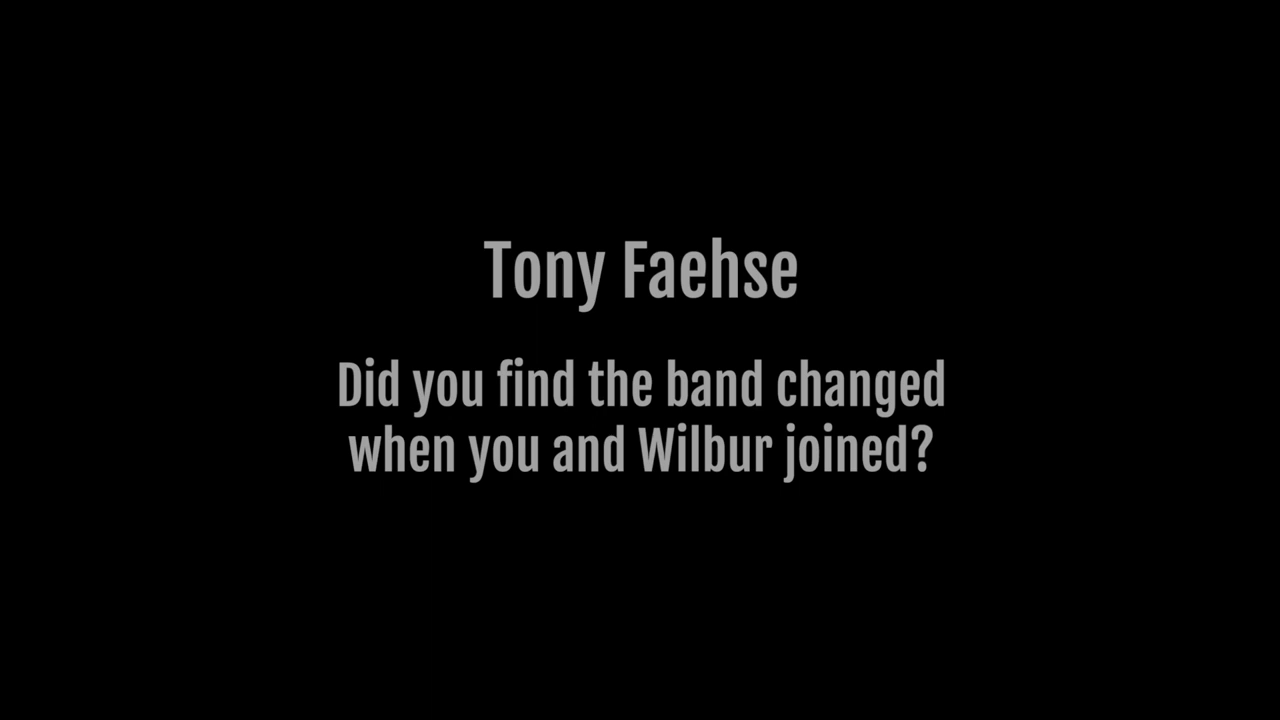 Tony Faehse
Did you find the band changed
when you and Wilbur joined?